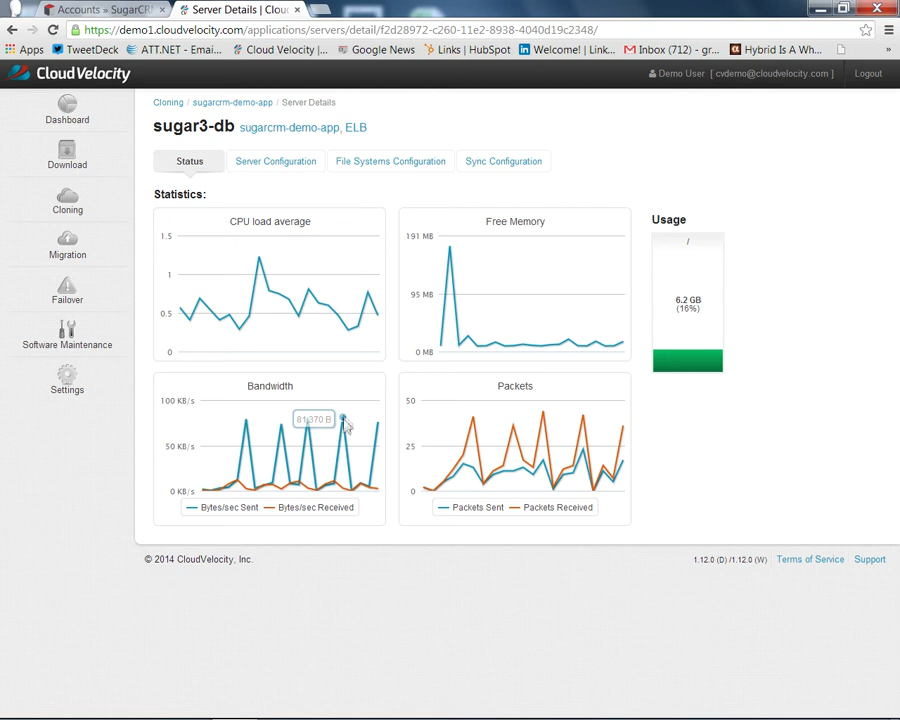 Accounts » SugarCRM ×
Server Details | Clou ×
https://demo1.cloudvelocity.com/applications/servers/detail/f2d28972-c260-11e2-8938-4040d19c2348/
Apps TweetDeck ATT.NET - Emai... Cloud Velocity |... Google News Links | HubSpot Welcome! | Link... Inbox (712) - gr... Hybrid Is A Wh... »
CloudVelocity
Demo User [ cvdemo@cloudvelocity.com ] Logout
Dashboard
Download
Cloning
Migration
Failover
Software Maintenance
Settings
Cloning / sugarcrm-demo-app / Server Details
sugar3-db sugarcrm-demo-app, ELB
Status Server Configuration File Systems Configuration Sync Configuration
Statistics:
CPU load average
1.5
1
0.5
0
Free Memory
191 MB
95 MB
0 MB
Usage
/
6.2 GB
(16%)
Bandwidth
100 KB/s
50 KB/s
0 KB/s
81,370 B
Bytes/sec Sent Bytes/sec Received
Packets
50
25
0
Packets Sent Packets Received
© 2014 CloudVelocity, Inc.
1.12.0 (D) /1.12.0 (W) Terms of Service Support